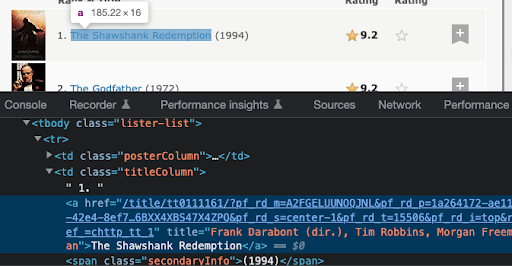 a 185.22 × 16
Rating Rating
1. The Shawshank Redemption (1994) 9.2
2. The Godfather (1972) 9.2
Console Recorder Performance insights Sources Network Performance
<tbody class="lister-list">
<tr>
<td class="posterColumn">…</td>
<td class="titleColumn">
" 1. "
<a href="/title/tt0111161/?pf_rd_m=A2FGELUUNOQJNL&pf_rd_p=1a264172-ae11
-42e4-8ef7…6BXX4XBS47X4ZPQ&pf_rd_s=center-1&pf_rd_t=15506&pf_rd_i=top&r
ef_=chttp_tt_1" title="Frank Darabont (dir.), Tim Robbins, Morgan Freem
an">The Shawshank Redemption</a> == $0
<span class="secondaryInfo">(1994)</span>